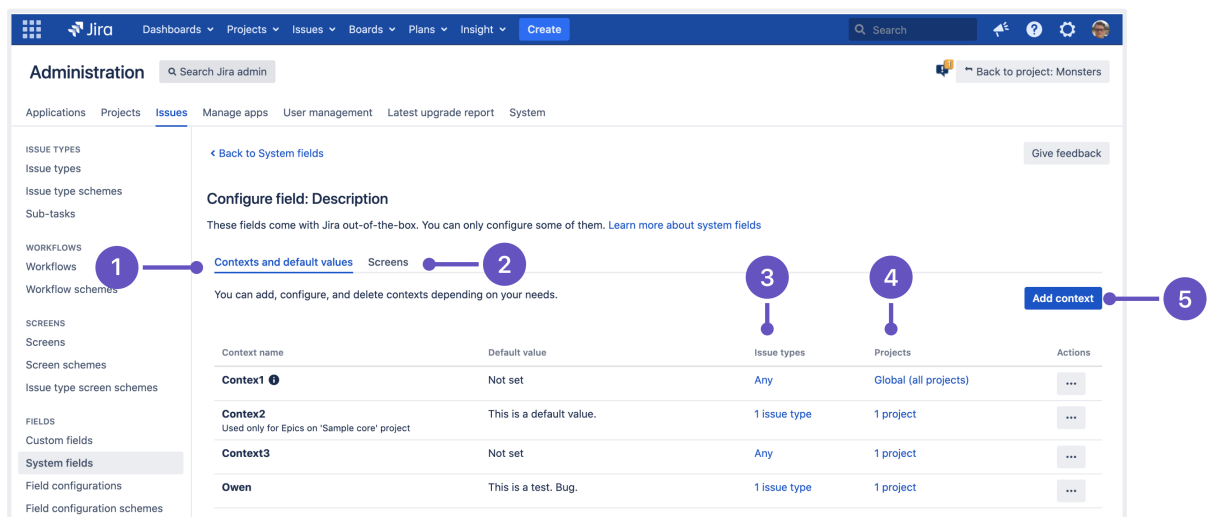 Jira Dashboards Projects Issues Boards Plans Insight Create Search
Administration Search Jira admin Back to project: Monsters
Applications Projects Issues Manage apps User management Latest upgrade report System
ISSUE TYPES
Issue types
Issue type schemes
Sub-tasks
WORKFLOWS
Workflows
Workflow schemes
SCREENS
Screens
Screen schemes
Issue type screen schemes
FIELDS
Custom fields
System fields
Field configurations
Field configuration schemes
Back to System fields Give feedback
Configure field: Description
These fields come with Jira out-of-the-box. You can only configure some of them. Learn more about system fields
1 Contexts and default values Screens 2
3 4
You can add, configure, and delete contexts depending on your needs. Add context 5
Context name Default value Issue types Projects Actions
Contex1 Not set Any Global (all projects)
Contex2 This is a default value. 1 issue type 1 project
Used only for Epics on 'Sample core' project
Context3 Not set Any 1 project
Owen This is a test. Bug. 1 issue type 1 project